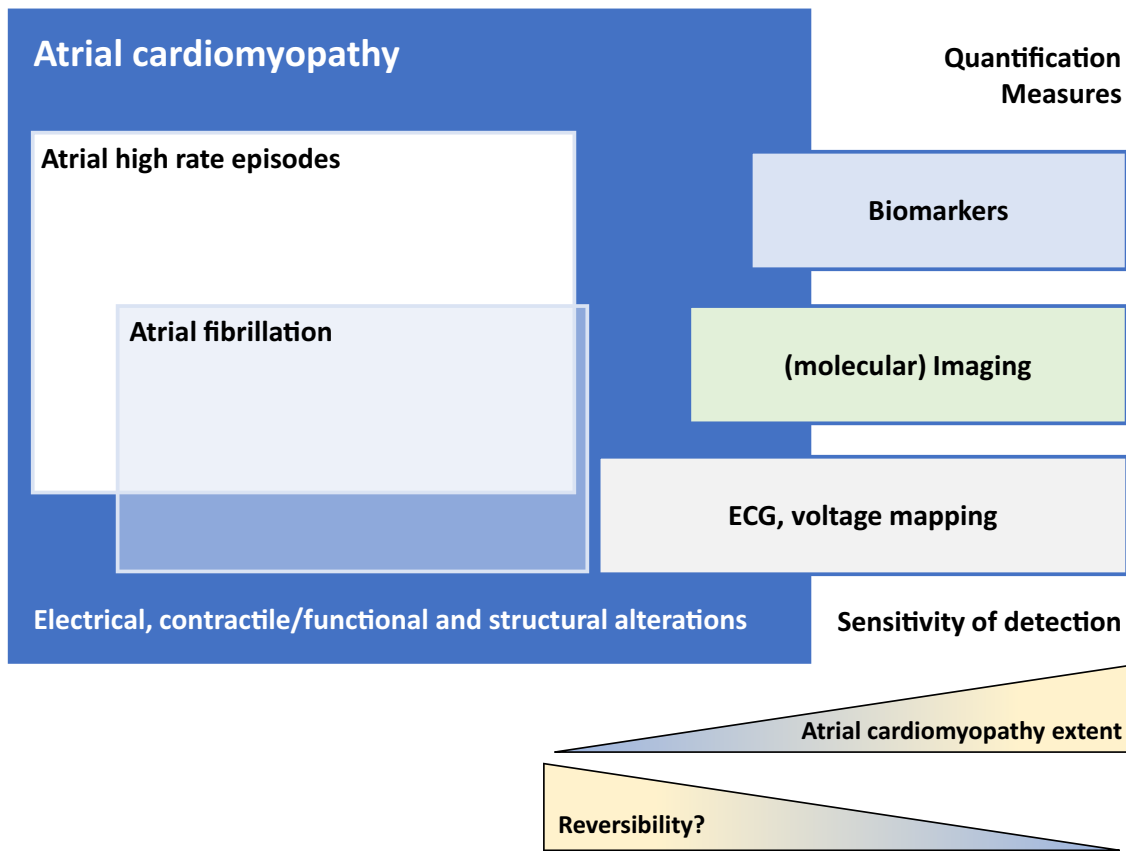 Atrial cardiomyopathy
Quantification
Measures
Atrial high rate episodes
Biomarkers
Atrial fibrillation
(molecular) Imaging
ECG, voltage mapping
Electrical, contractile/functional and structural alterations
Sensitivity of detection
Atrial cardiomyopathy extent
Reversibility?